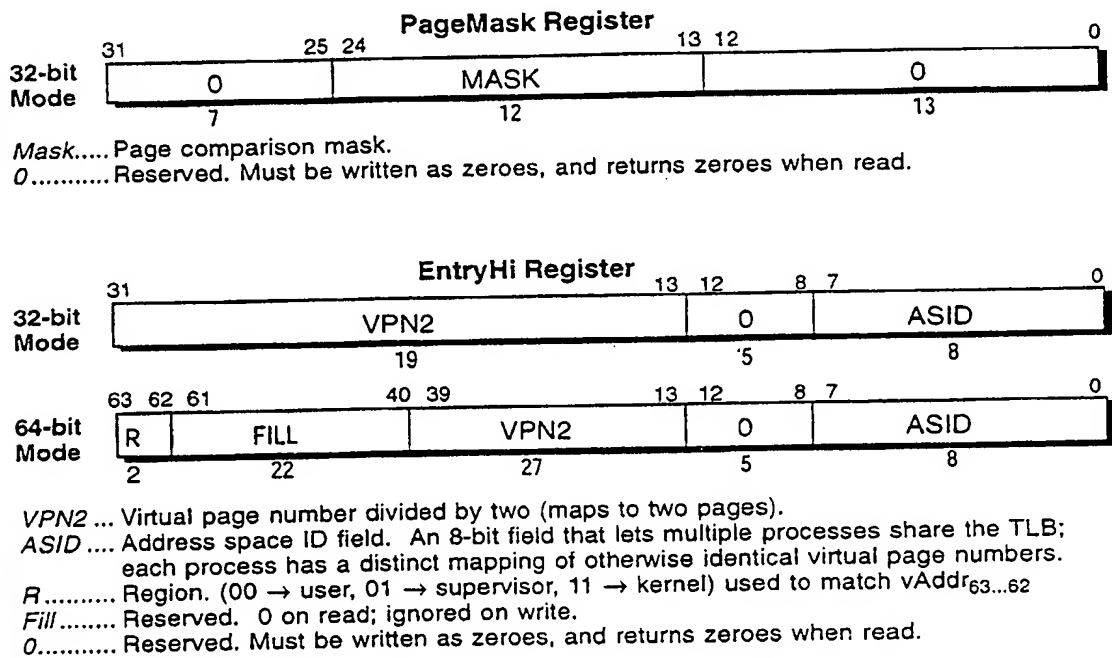 PageMask Register
31 25 24 13 12 0
32-bit Mode 0 MASK 0
7 12 13
Mask..... Page comparison mask.
0........... Reserved. Must be written as zeroes, and returns zeroes when read.
EntryHi Register
31 13 12 8 7 0
32-bit Mode VPN2 0 ASID
19 5 8
63 62 61 40 39 13 12 8 7 0
64-bit Mode R FILL VPN2 0 ASID
2 22 27 5 8
VPN2 ... Virtual page number divided by two (maps to two pages).
ASID .... Address space ID field. An 8-bit field that lets multiple processes share the TLB;
each process has a distinct mapping of otherwise identical virtual page numbers.
R.......... Region. (00 → user, 01 → supervisor, 11 → kernel) used to match vAddr63...62
Fill........ Reserved. 0 on read; ignored on write.
0........... Reserved. Must be written as zeroes, and returns zeroes when read.